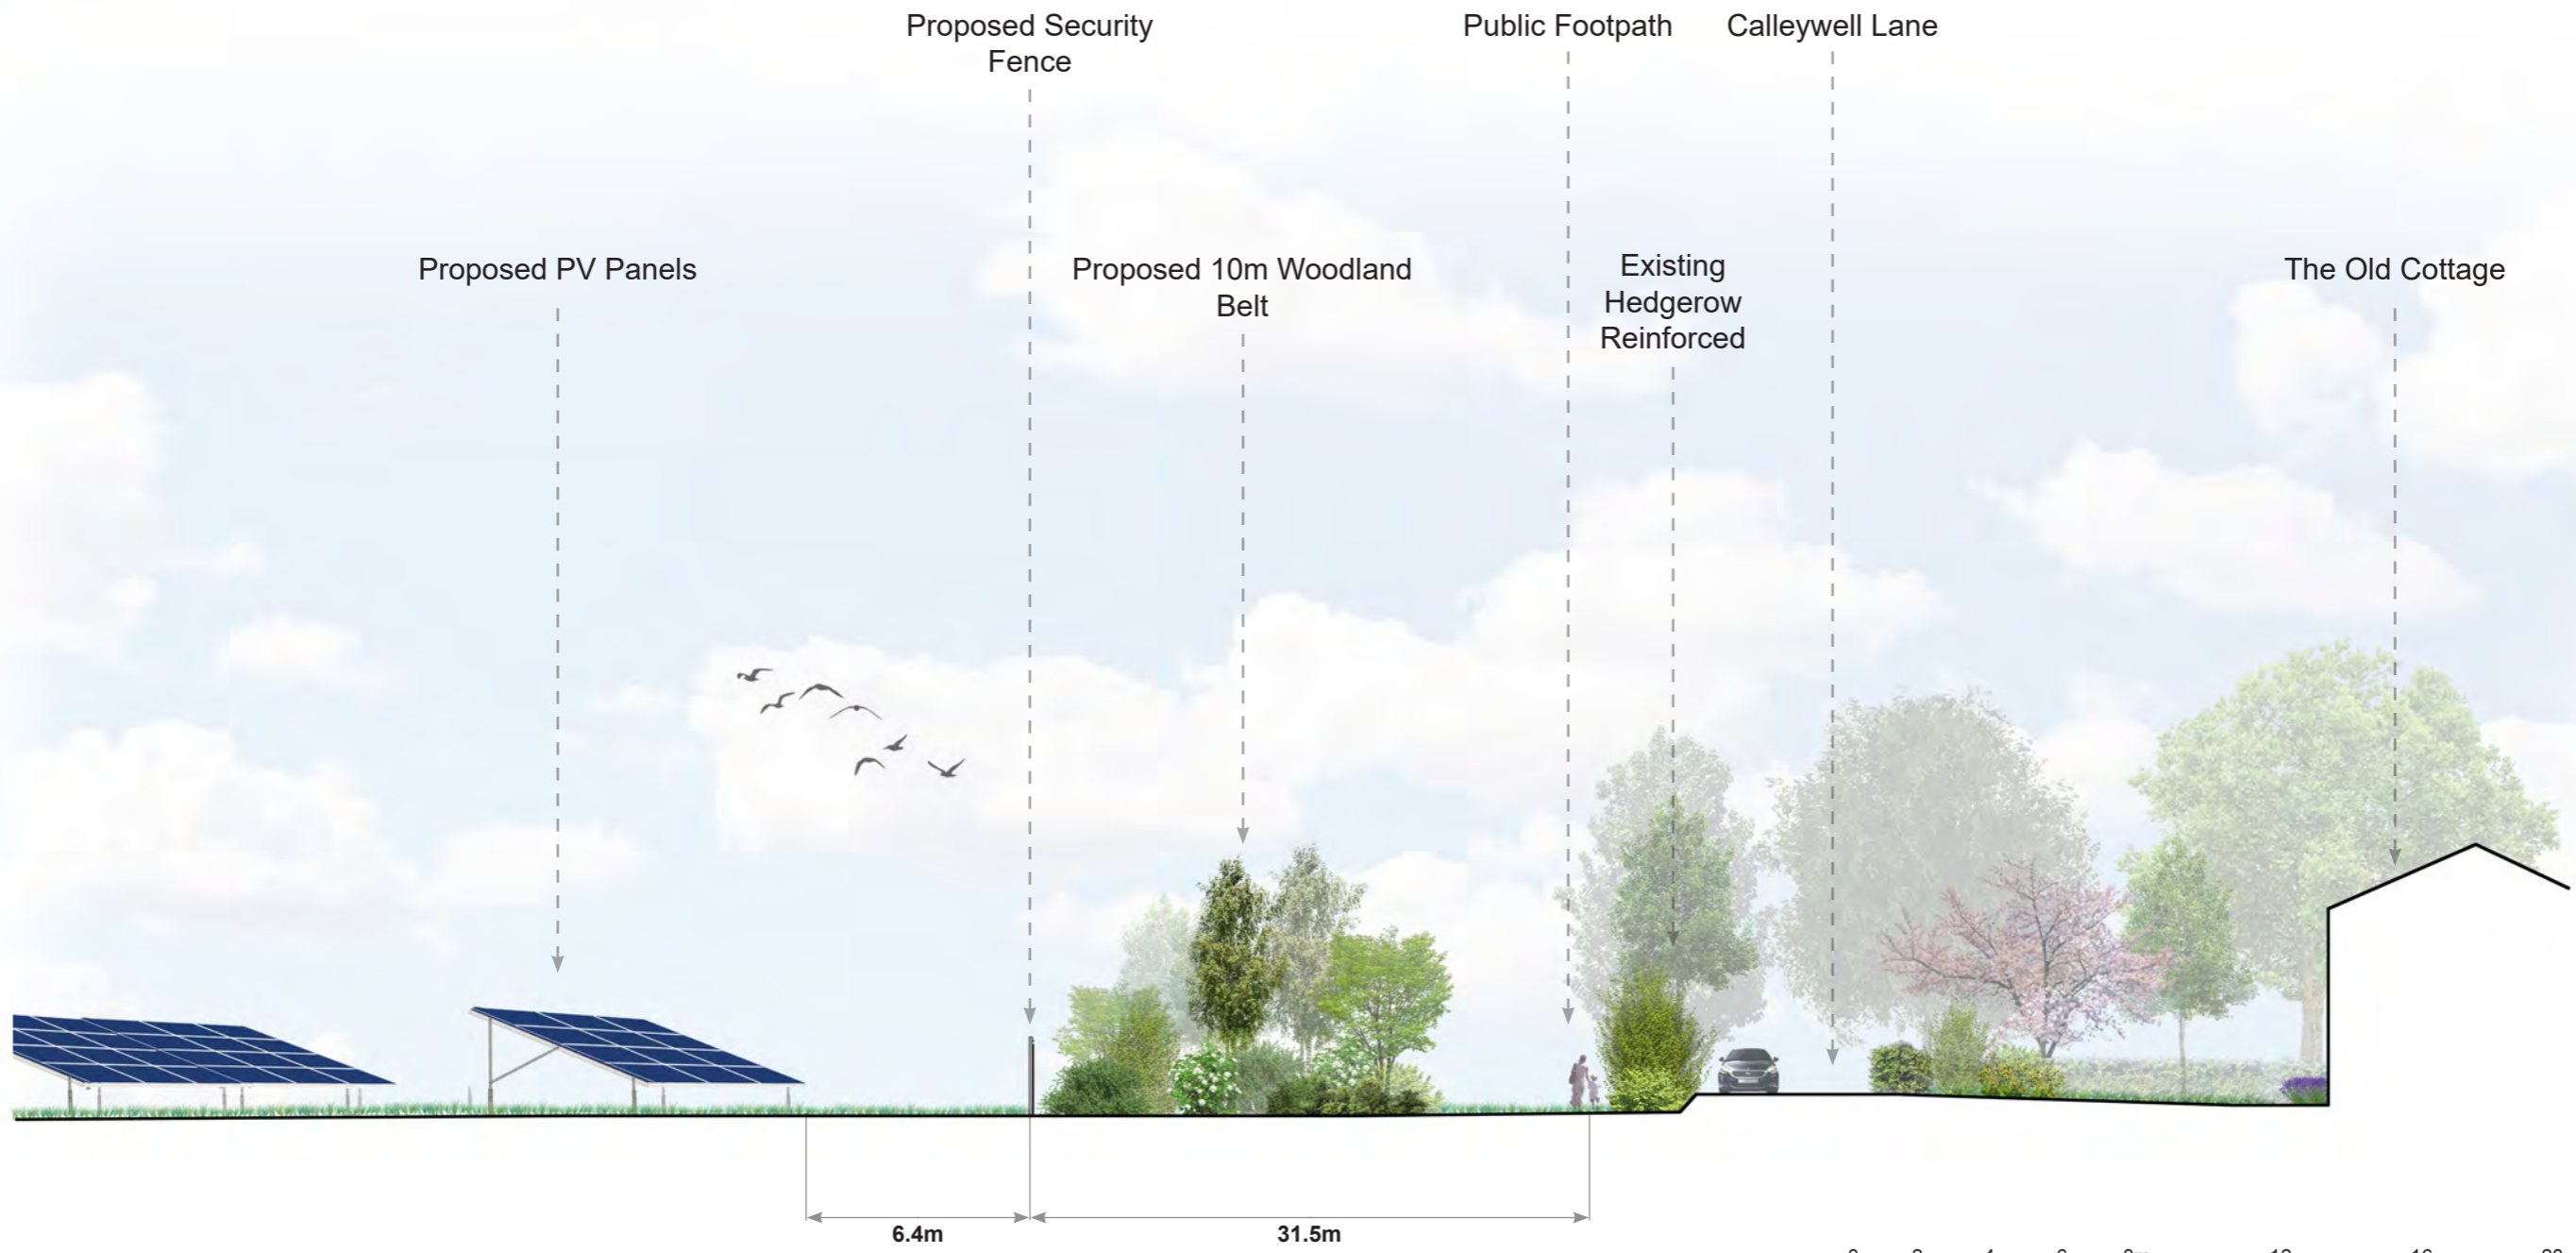 Proposed Security
Fence
Public Footpath
Calleywell Lane
Proposed PV Panels
Proposed 10m Woodland
Belt
Existing
Hedgerow
Reinforced
The Old Cottage
6.4m
31.5m